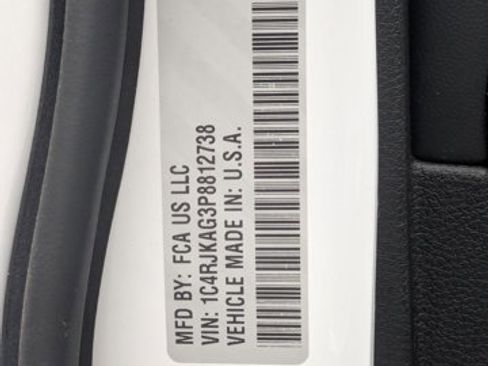 MFD BY: FCA US LLC
VIN: 1C4RJKAG3P8812738
VEHICLE MADE IN: U.S.A.